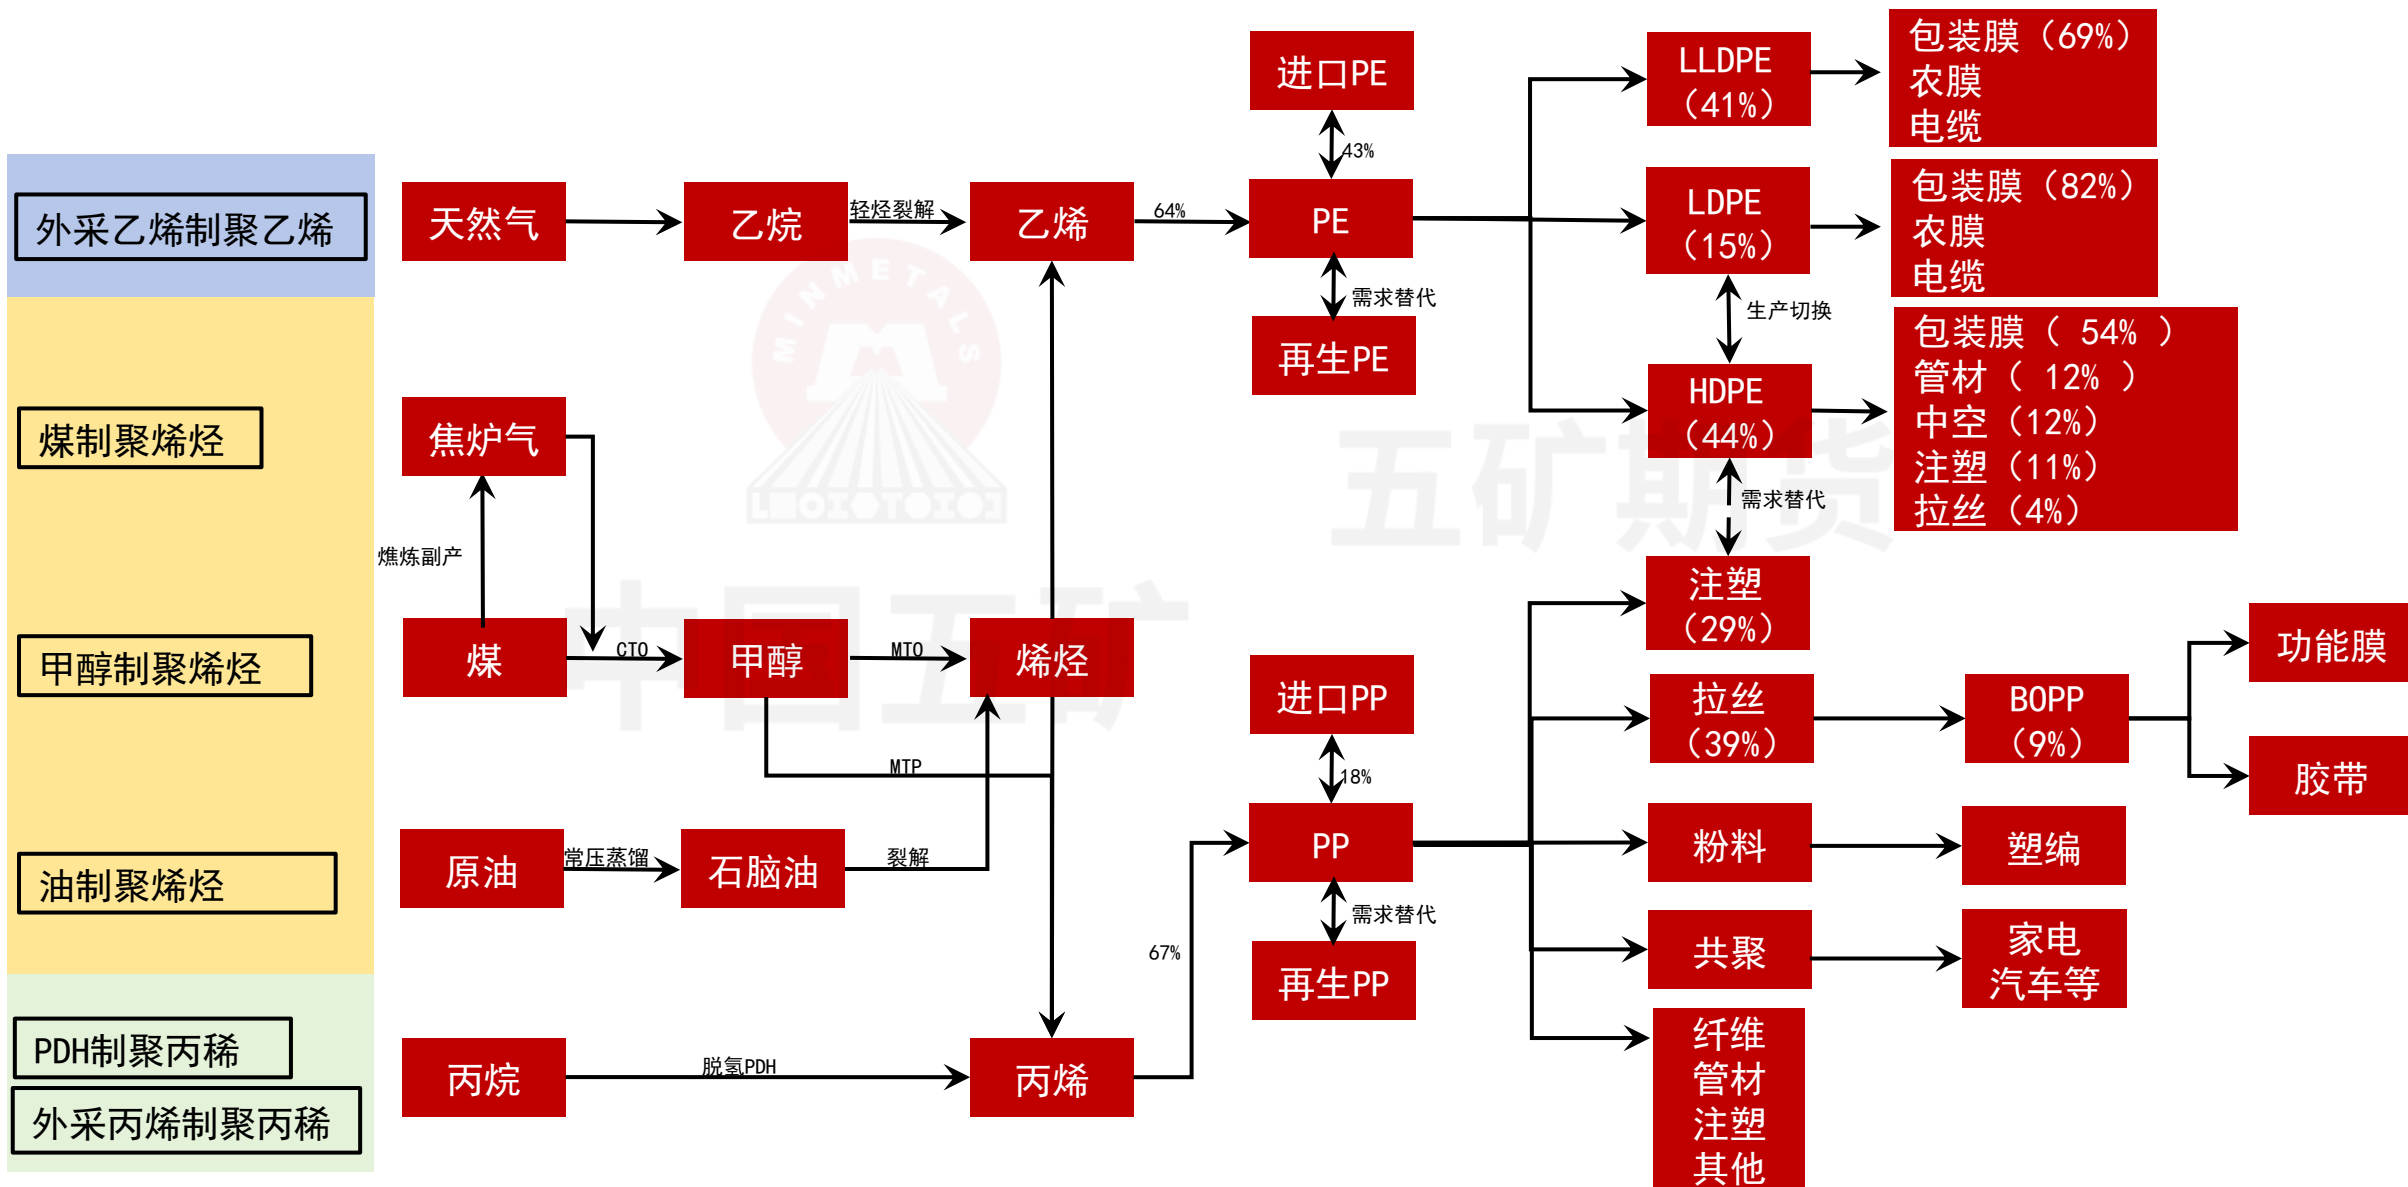 外采乙烯制聚乙烯
煤制聚烯烃
甲醇制聚烯烃
油制聚烯烃
PDH制聚丙稀
外采丙烯制聚丙稀
天然气
乙烷
轻烃裂解
乙烯
64%
焦炉气
煤
CTO
甲醇
MTO
烯烃
MTP
原油
常压蒸馏
石脑油
裂解
丙烷
脱氢PDH
丙烯
67%
进口PE
43%
PE
需求替代
再生PE
进口PP
18%
PP
需求替代
再生PP
LLDPE
（41%）
LDPE
（15%）
生产切换
HDPE
（44%）
需求替代
注塑
（29%）
拉丝
（39%）
粉料
共聚
纤维
管材
注塑
其他
包装膜（69%）
农膜
电缆
包装膜（82%）
农膜
电缆
包装膜（ 54% ）
管材（ 12% ）
中空（12%）
注塑（11%）
拉丝（4%）
BOPP
（9%）
塑编
家电
汽车等
功能膜
胶带
MINMETALS
中国五矿
五矿期货